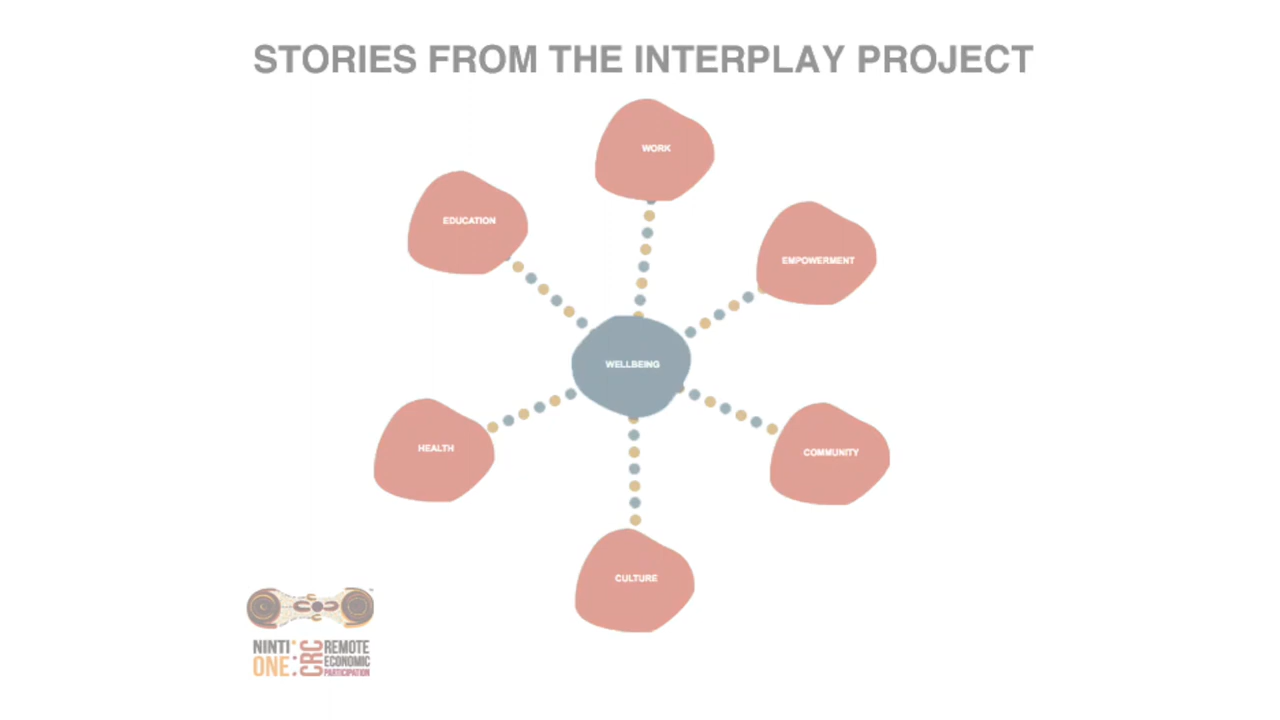 STORIES FROM THE INTERPLAY PROJECT
WORK
EDUCATION
EMPOWERMENT
WELLBEING
HEALTH
COMMUNITY
CULTURE
NINTI
ONE
CRC
REMOTE
ECONOMIC
PARTICIPATION